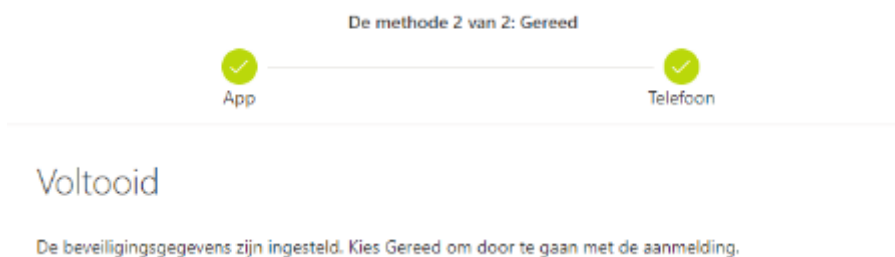 De methode 2 van 2: Gereed
App
Telefoon
Voltooid
De beveiligingsgegevens zijn ingesteld. Kies Gereed om door te gaan met de aanmelding.